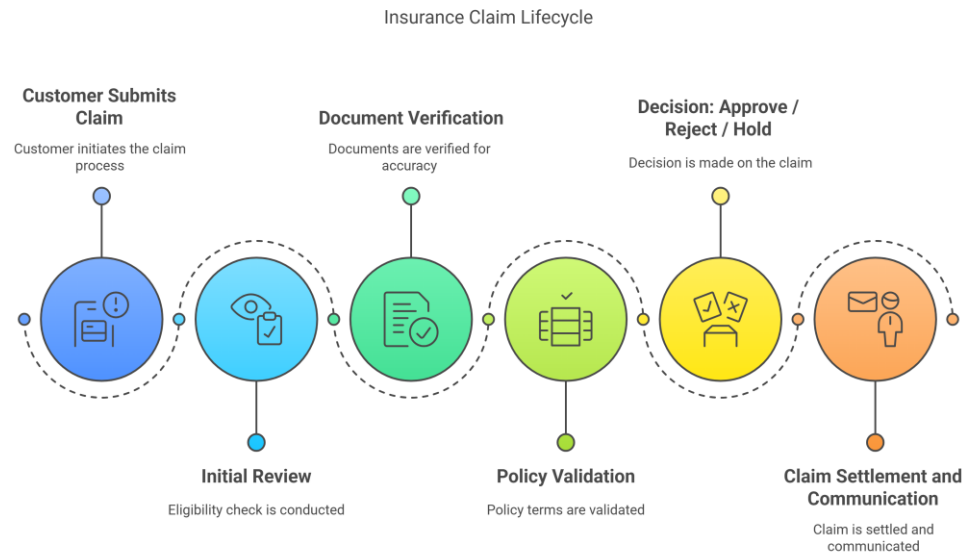 Insurance Claim Lifecycle
Customer Submits
Claim
Customer initiates the claim
process
Initial Review
Eligibility check is conducted
Document Verification
Documents are verified for
accuracy
Policy Validation
Policy terms are validated
Decision: Approve /
Reject / Hold
Decision is made on the claim
Claim Settlement and
Communication
Claim is settled and
communicated